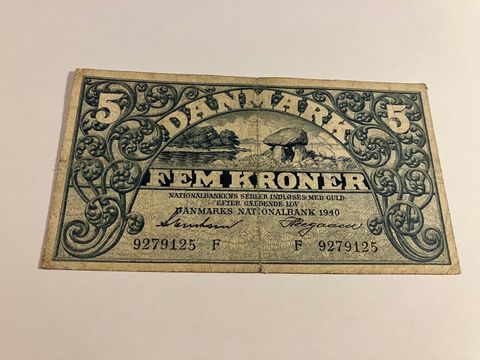 5 DANMARK 5
FEM KRONER
NATIONALBANKENS SEDLER INDLØSES MED GULD
EFTER GÆLDENDE LOV
DANMARKS NATIONALBANK 1940
9279125 F F 9279125